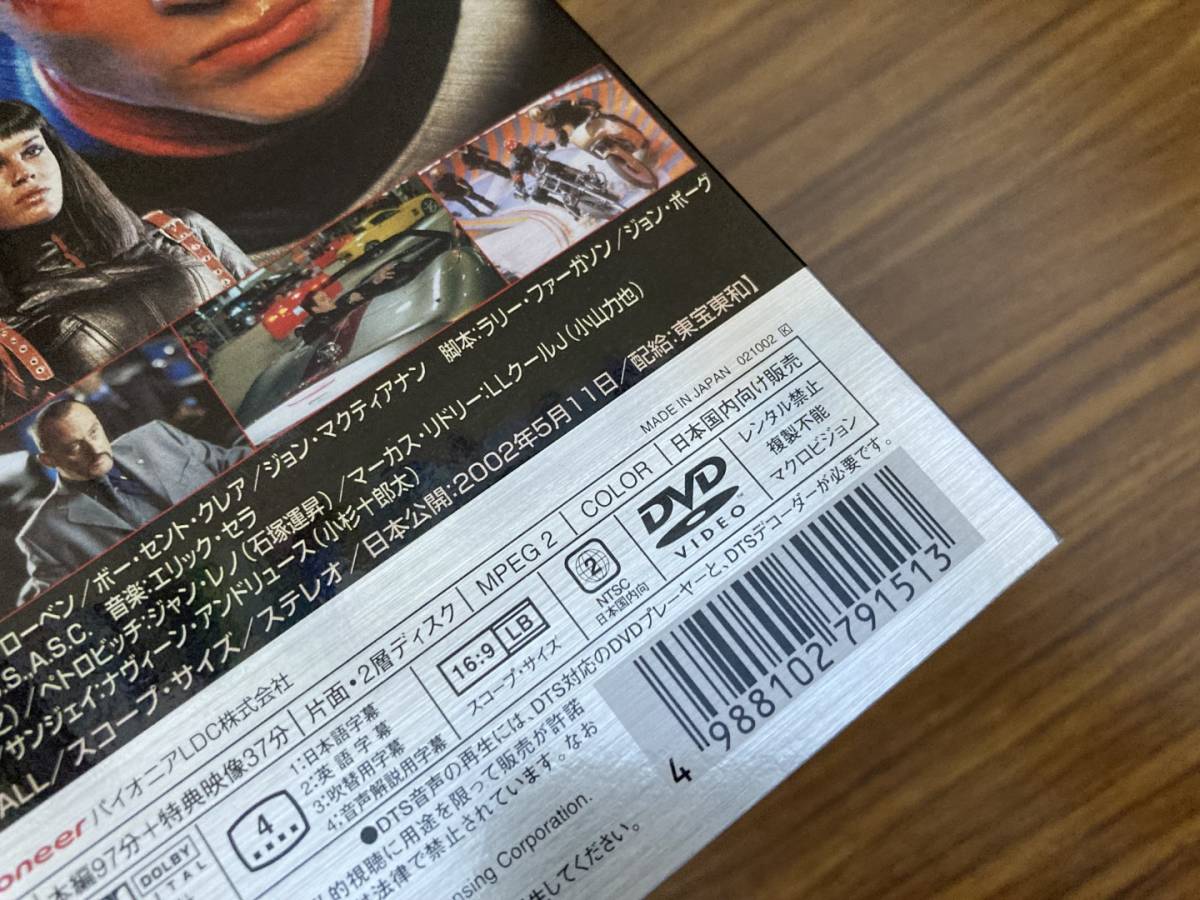 ローベン/ボー・セント・クレア/ジョン・マクティアナン 脚本:ラリー・ファーガソン/ジョン・ポーグ
.S. A.S.C. 音楽:エリック・セラ
/ペトロビッチ:ジャン・レノ(石塚運昇)/マーカス・リドリー:LLクールJ(小山力也)
/サンジェイ:ナヴィーン・アンドリュース(小杉十郎太)
ALL/スコープ・サイズ/ステレオ/日本公開:2002年5月11日/配給:東宝東和]
MADE IN JAPAN 021002 図
oneer パイオニアLDC株式会社
本編97分+特典映像37分 片面・2層ディスク MPEG 2 COLOR 日本国内向け販売
4
1:日本語字幕
2:英語字幕
3:吹替用字幕
4:音声解説用字幕
16:9 LB
スコープ・サイズ
2
NTSC
日本国内向
DVD
VIDEO
レンタル禁止
複製不能
マクロビジョン
DOLBY
ITAL
●DTS音声の再生には、DTS対応のDVDプレーヤーと、DTSデコーダーが必要です。
的視聴に用途を限って販売が許諾
法律で禁止されています。なお
nsing Corporation.
生してください。
4 988102 791513